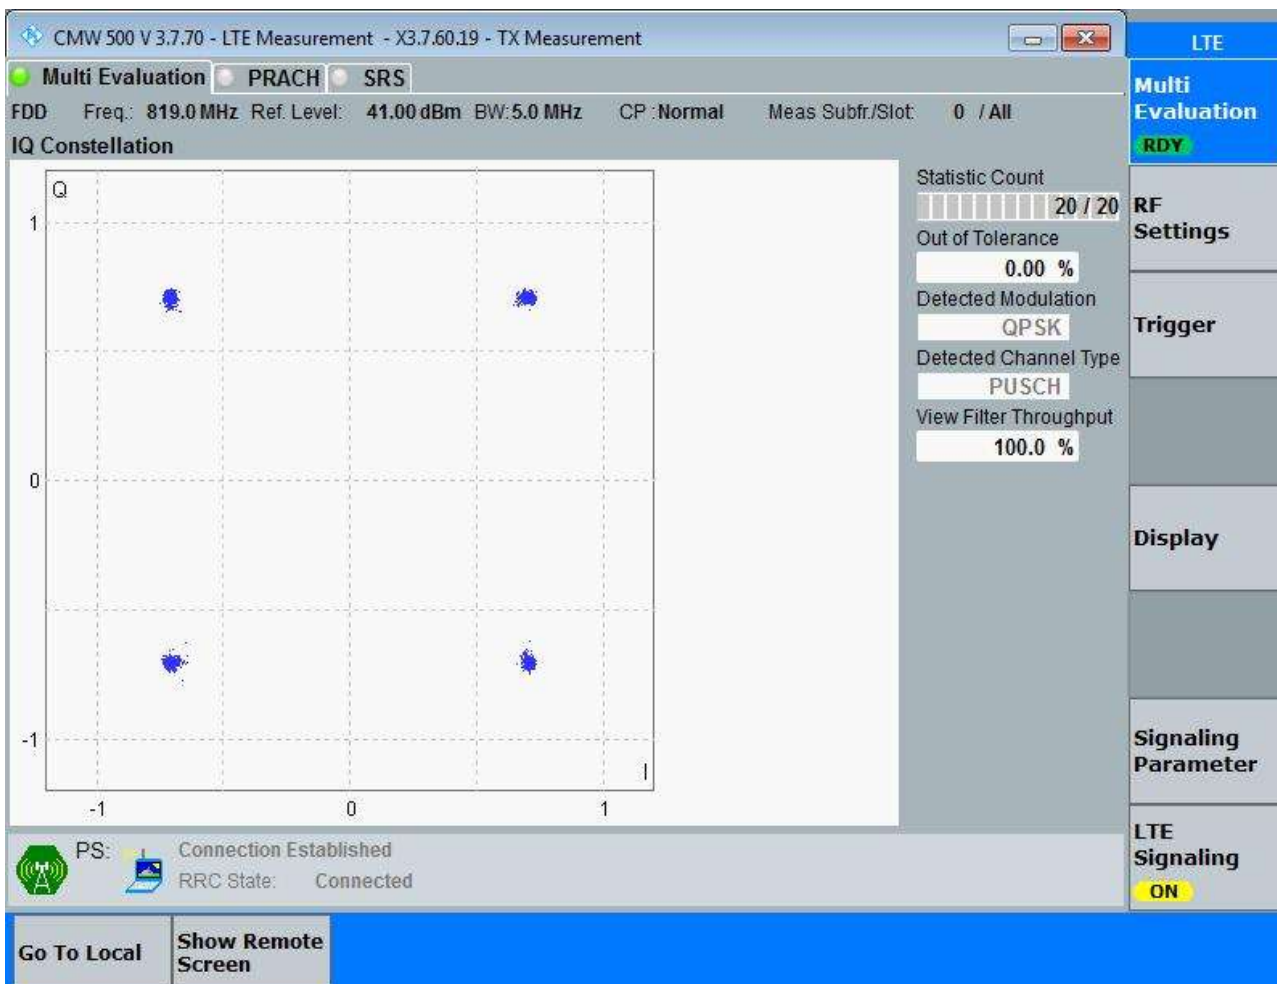 CMW 500 V 3.7.70 - LTE Measurement - X3.7.60.19 - TX Measurement
LTE
Multi Evaluation PRACH SRS
FDD Freq.: 819.0 MHz Ref. Level: 41.00 dBm BW: 5.0 MHz CP : Normal Meas Subfr./Slot: 0 / All
IQ Constellation
Q
1
0
-1
I
-1 0 1
Statistic Count
20 / 20
Out of Tolerance
0.00 %
Detected Modulation
QPSK
Detected Channel Type
PUSCH
View Filter Throughput
100.0 %
Multi
Evaluation
RDY
RF
Settings
Trigger
Display
Signaling
Parameter
LTE
Signaling
ON
PS: Connection Established
RRC State: Connected
Go To Local
Show Remote
Screen